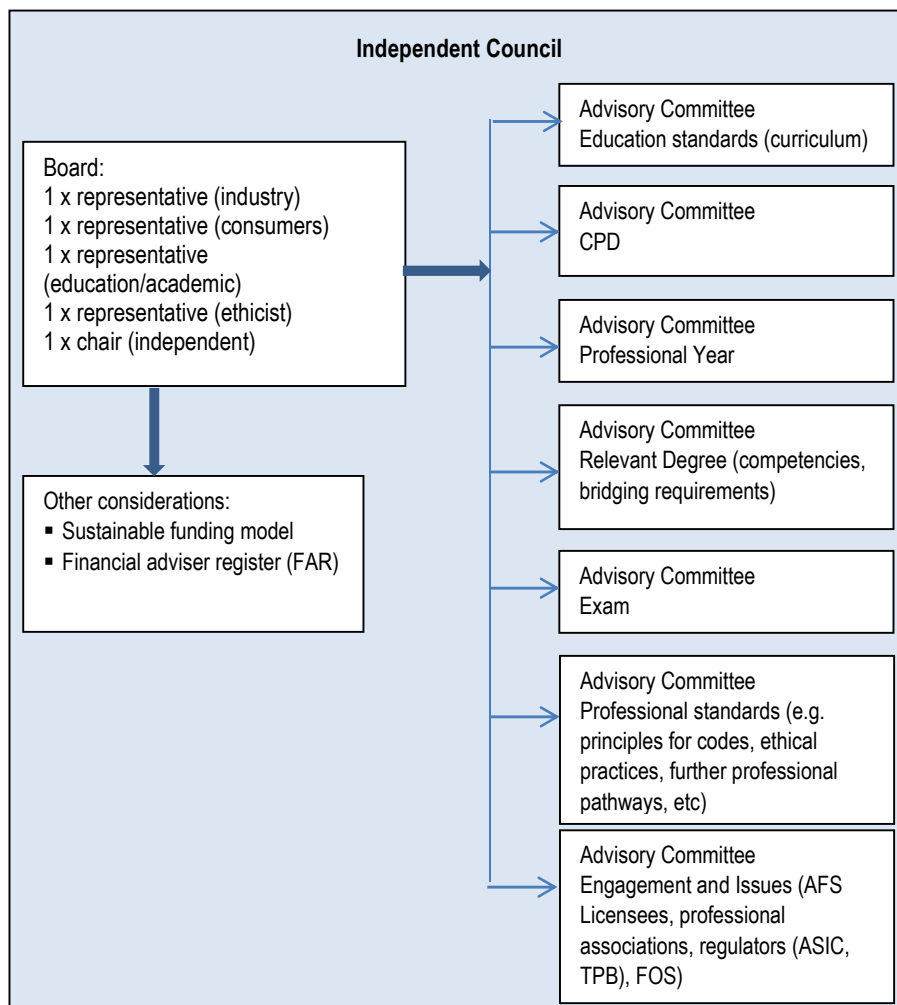 Independent Council
Board:
1 x representative (industry)
1 x representative (consumers)
1 x representative
(education/academic)
1 x representative (ethicist)
1 x chair (independent)
Other considerations:
▪ Sustainable funding model
▪ Financial adviser register (FAR)
Advisory Committee
Education standards (curriculum)
Advisory Committee
CPD
Advisory Committee
Professional Year
Advisory Committee
Relevant Degree (competencies,
bridging requirements)
Advisory Committee
Exam
Advisory Committee
Professional standards (e.g.
principles for codes, ethical
practices, further professional
pathways, etc)
Advisory Committee
Engagement and Issues (AFS
Licensees, professional
associations, regulators (ASIC,
TPB), FOS)